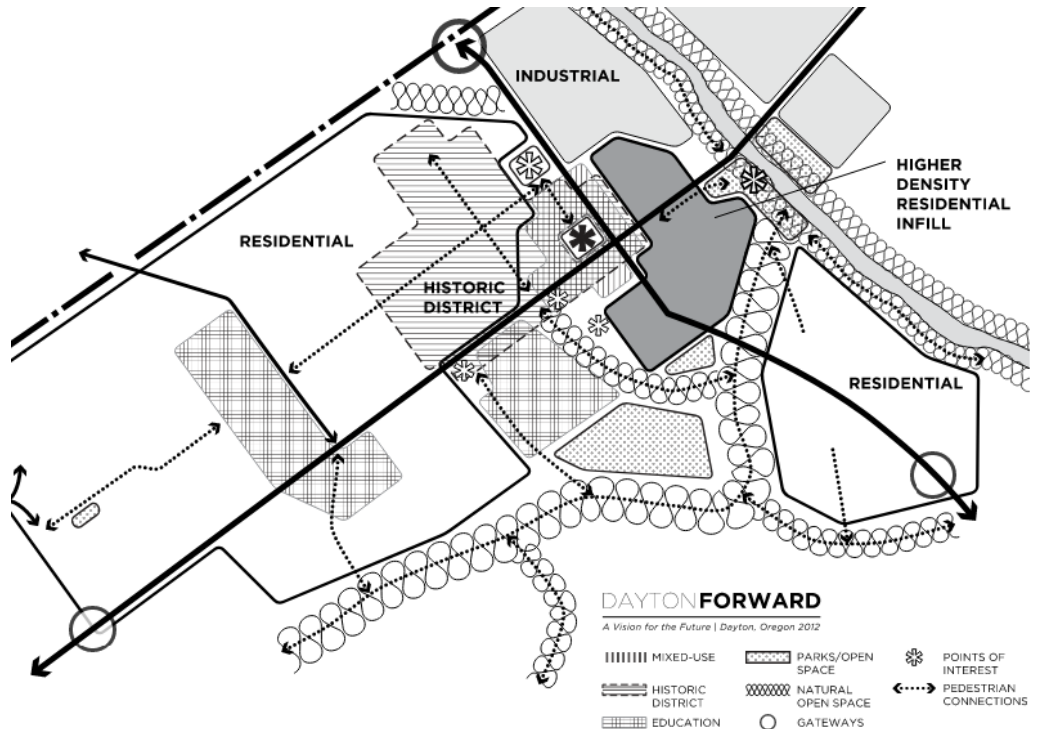 INDUSTRIAL
HIGHER
DENSITY
RESIDENTIAL
INFILL
RESIDENTIAL
HISTORIC
DISTRICT
RESIDENTIAL
DAYTONFORWARD
A Vision for the Future | Dayton, Oregon 2012
MIXED-USE
PARKS/OPEN
SPACE
POINTS OF
INTEREST
HISTORIC
DISTRICT
NATURAL
OPEN SPACE
PEDESTRIAN
CONNECTIONS
EDUCATION
GATEWAYS